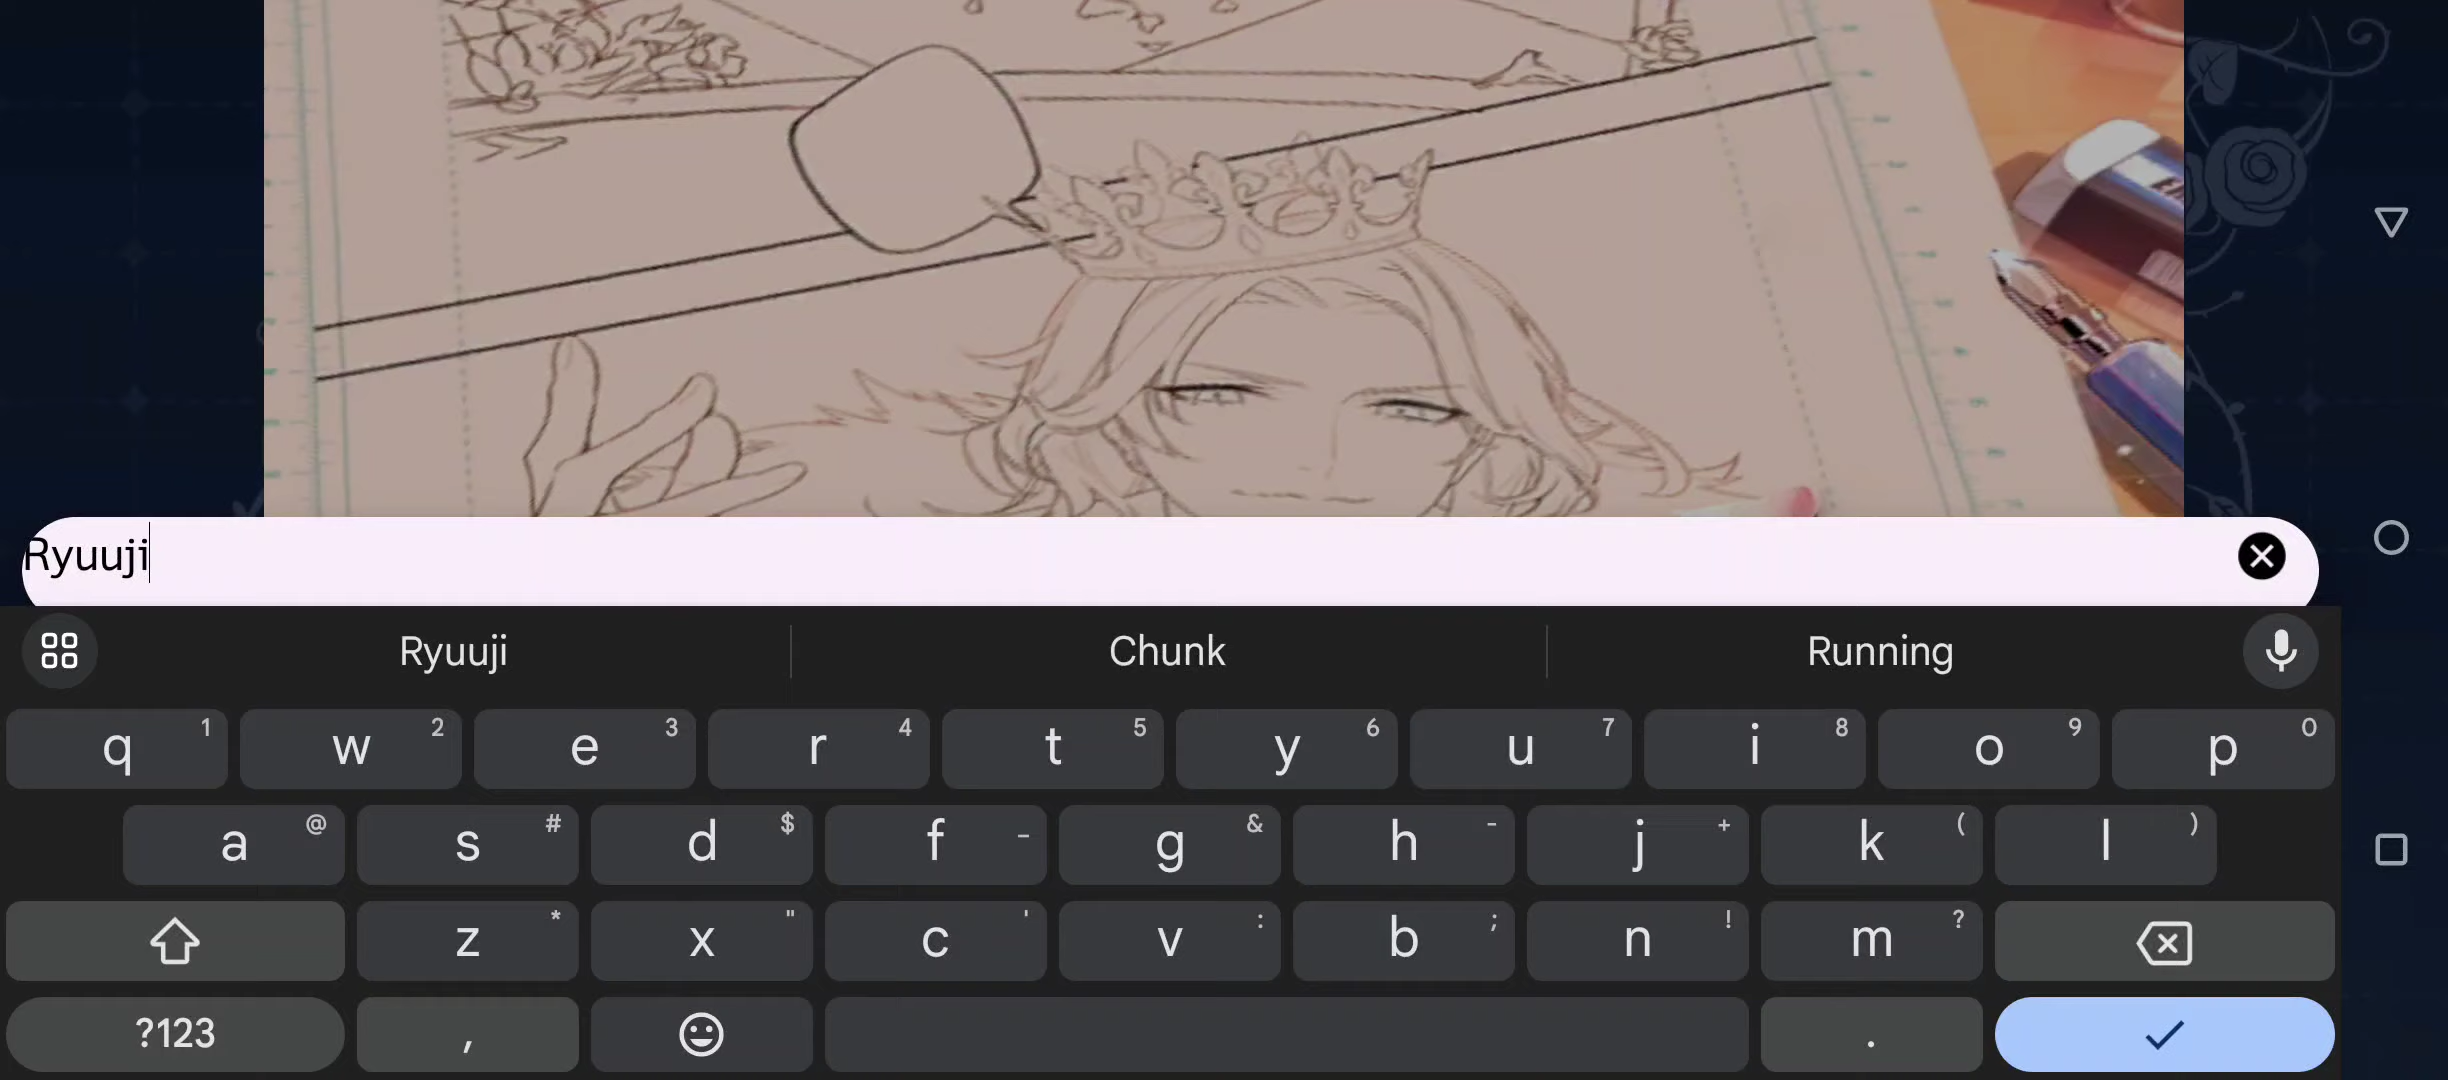 Ryuuji
Ryuuji Chunk Running
q 1 w 2 e 3 r 4 t 5 y 6 u 7 i 8 o 9 p 0
a @ s # d $ f _ g & h - j + k ( l )
z * x " c ' v : b ; n ! m ?
?123 , .